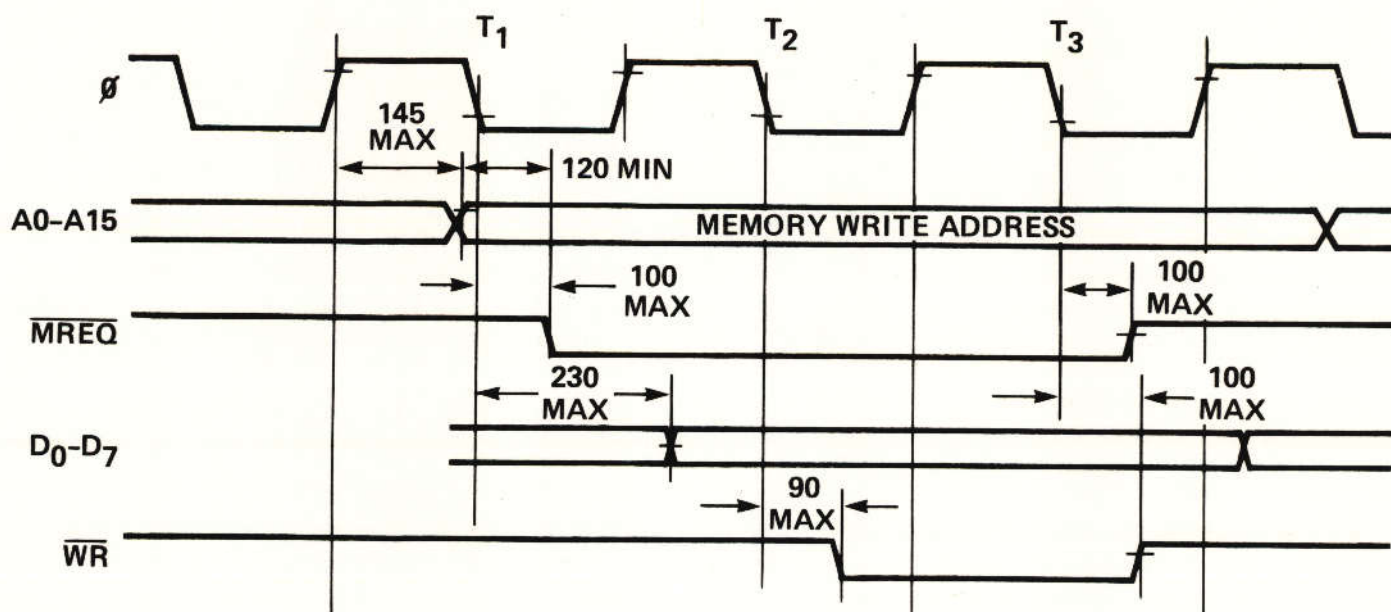 T1 T2 T3
ø
145
MAX
120 MIN
A0-A15
MEMORY WRITE ADDRESS
100
MAX
100
MAX
MREQ
230
MAX
100
MAX
D0-D7
90
MAX
WR